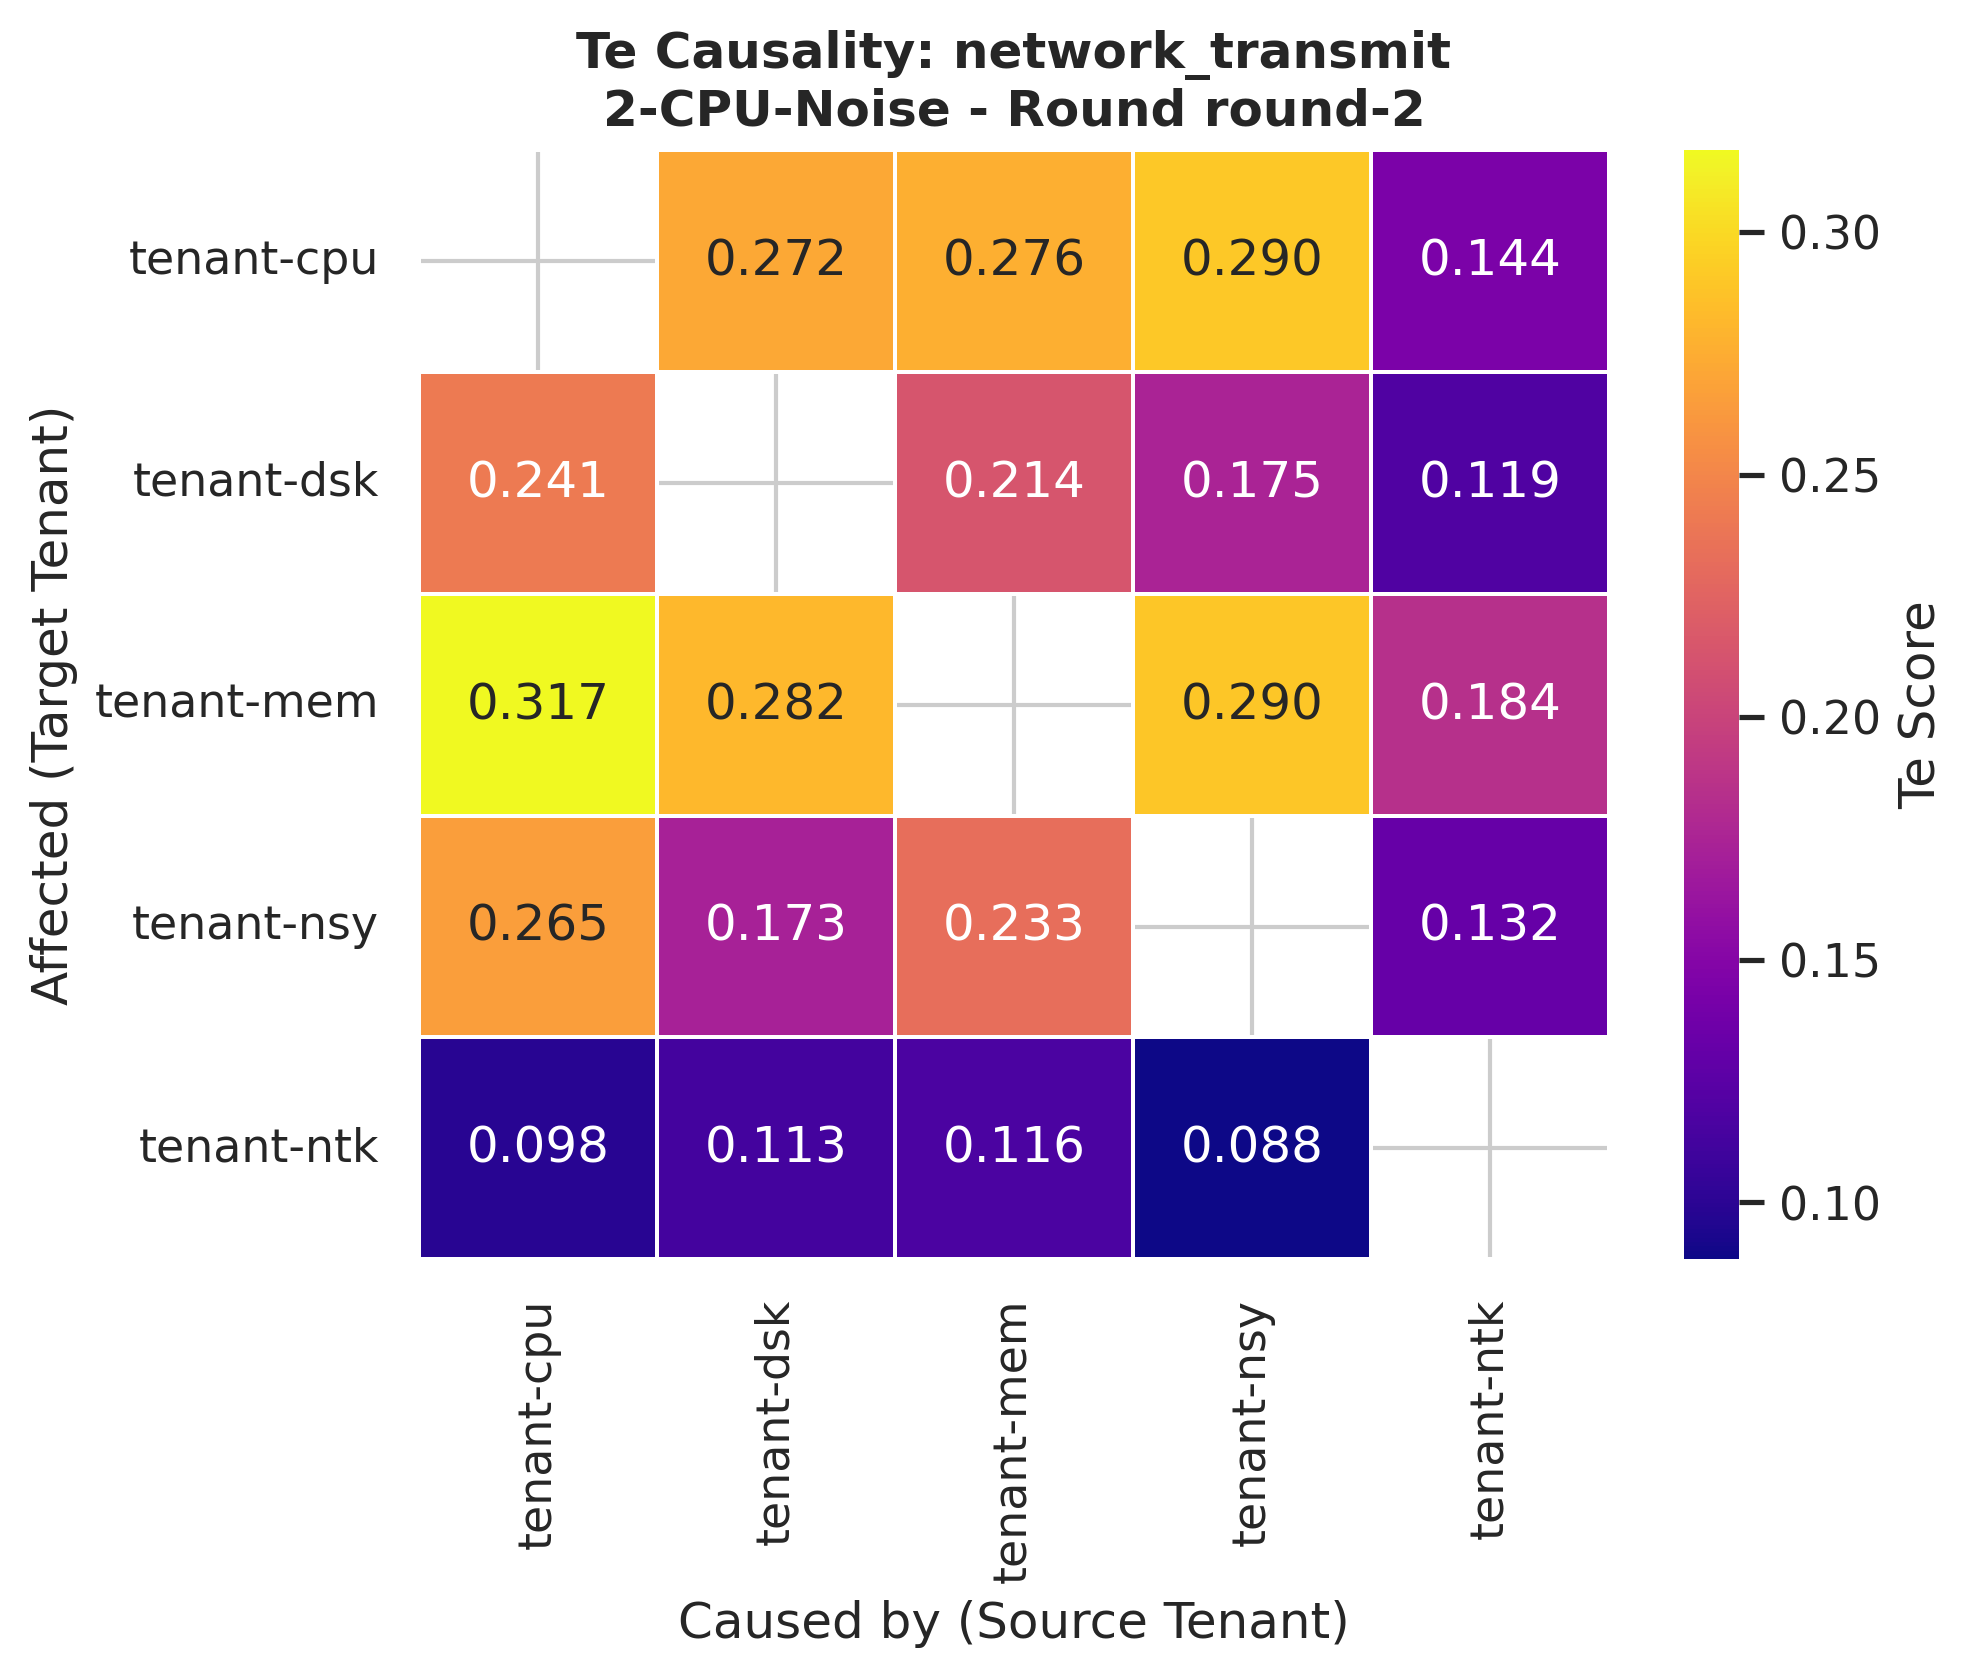 Te Causality: network_transmit
2-CPU-Noise - Round round-2
tenant-cpu 0.272 0.276 0.290 0.144
tenant-dsk 0.241 0.214 0.175 0.119
tenant-mem 0.317 0.282 0.290 0.184
tenant-nsy 0.265 0.173 0.233 0.132
tenant-ntk 0.098 0.113 0.116 0.088
Affected (Target Tenant)
tenant-cpu
tenant-dsk
tenant-mem
tenant-nsy
tenant-ntk
Caused by (Source Tenant)
0.30
0.25
0.20
0.15
0.10
Te Score